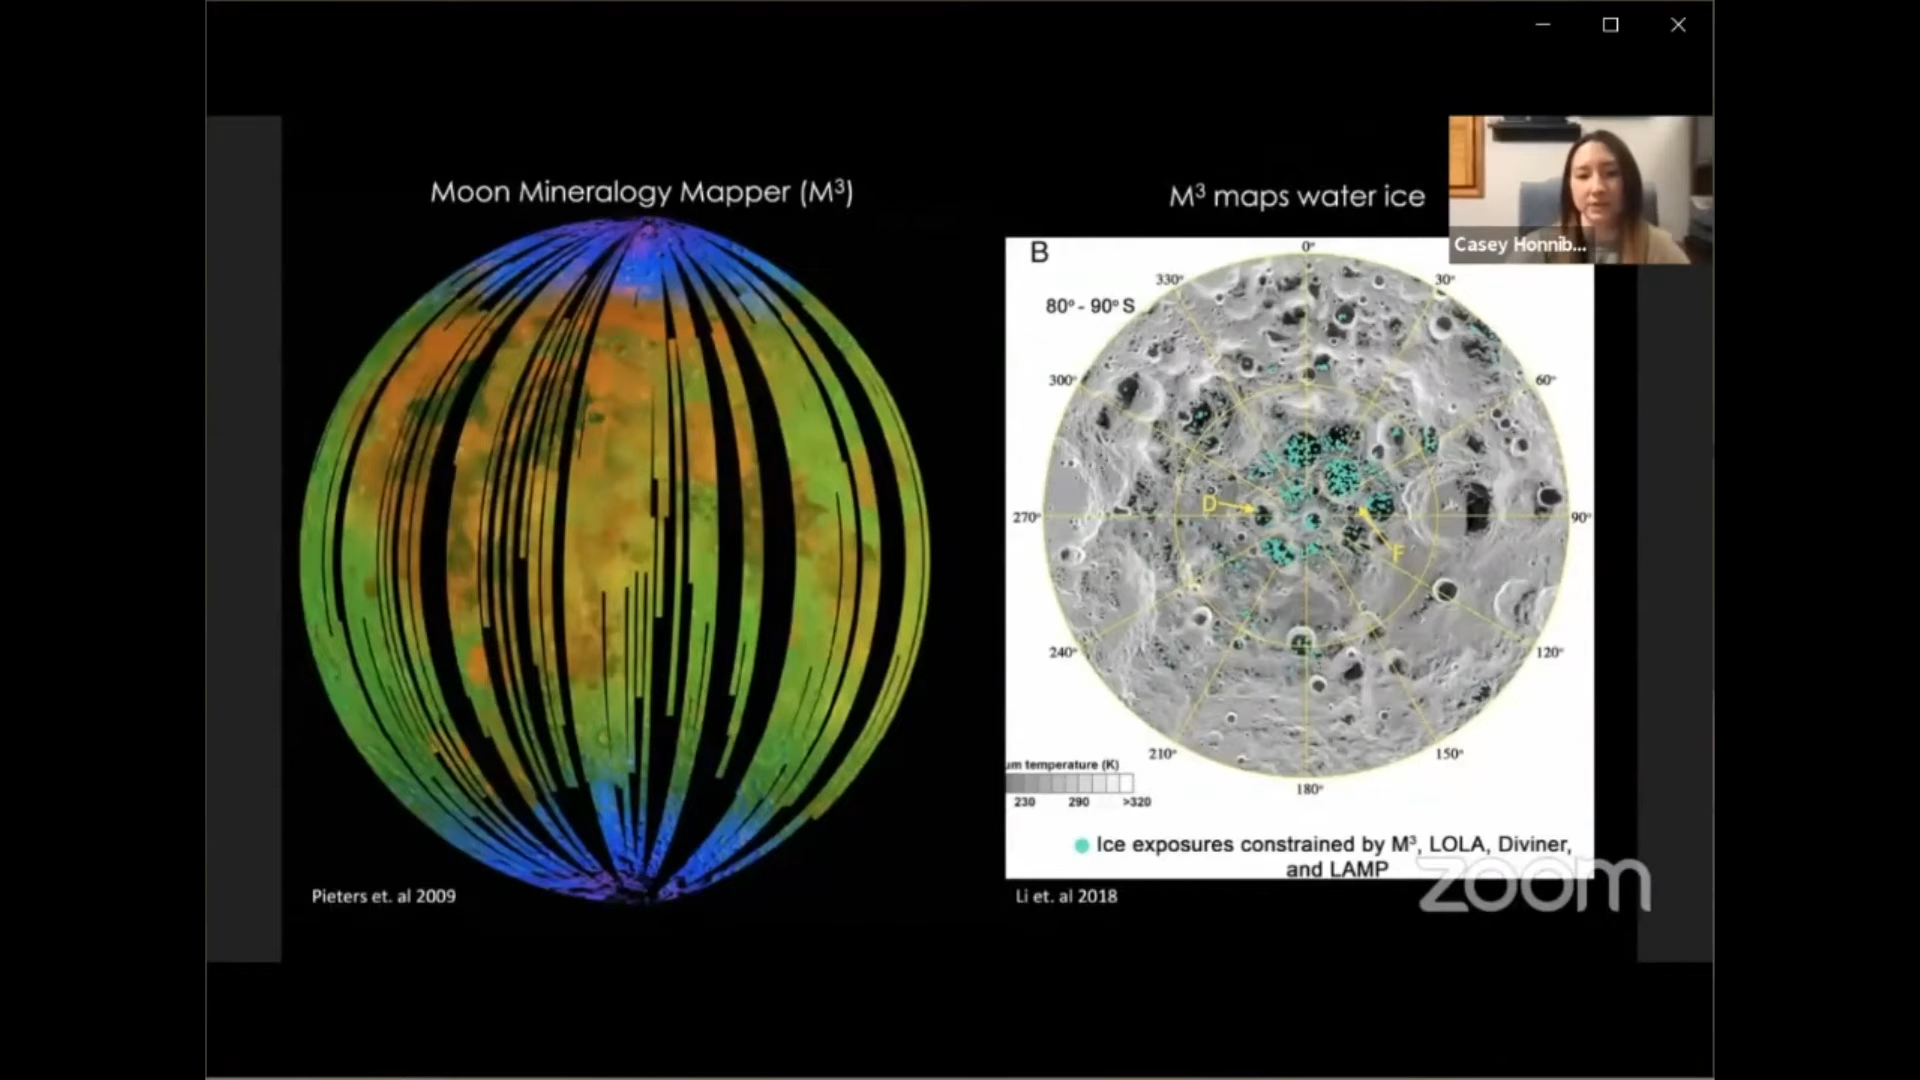 Moon Mineralogy Mapper (M³)
M³ maps water ice
Casey Honnib...
B
80° - 90° S
0°
30°
60°
90°
120°
150°
180°
210°
240°
270°
300°
330°
D
F
um temperature (K)
230 290 >320
Ice exposures constrained by M³, LOLA, Diviner,
and LAMP
Pieters et. al 2009
Li et. al 2018
zoom